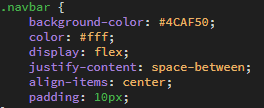 .navbar {
background-color: #4CAF50;
color: #fff;
display: flex;
justify-content: space-between;
align-items: center;
padding: 10px;